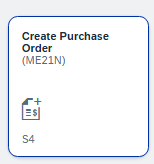 Create Purchase
Order
(ME21N)
S4